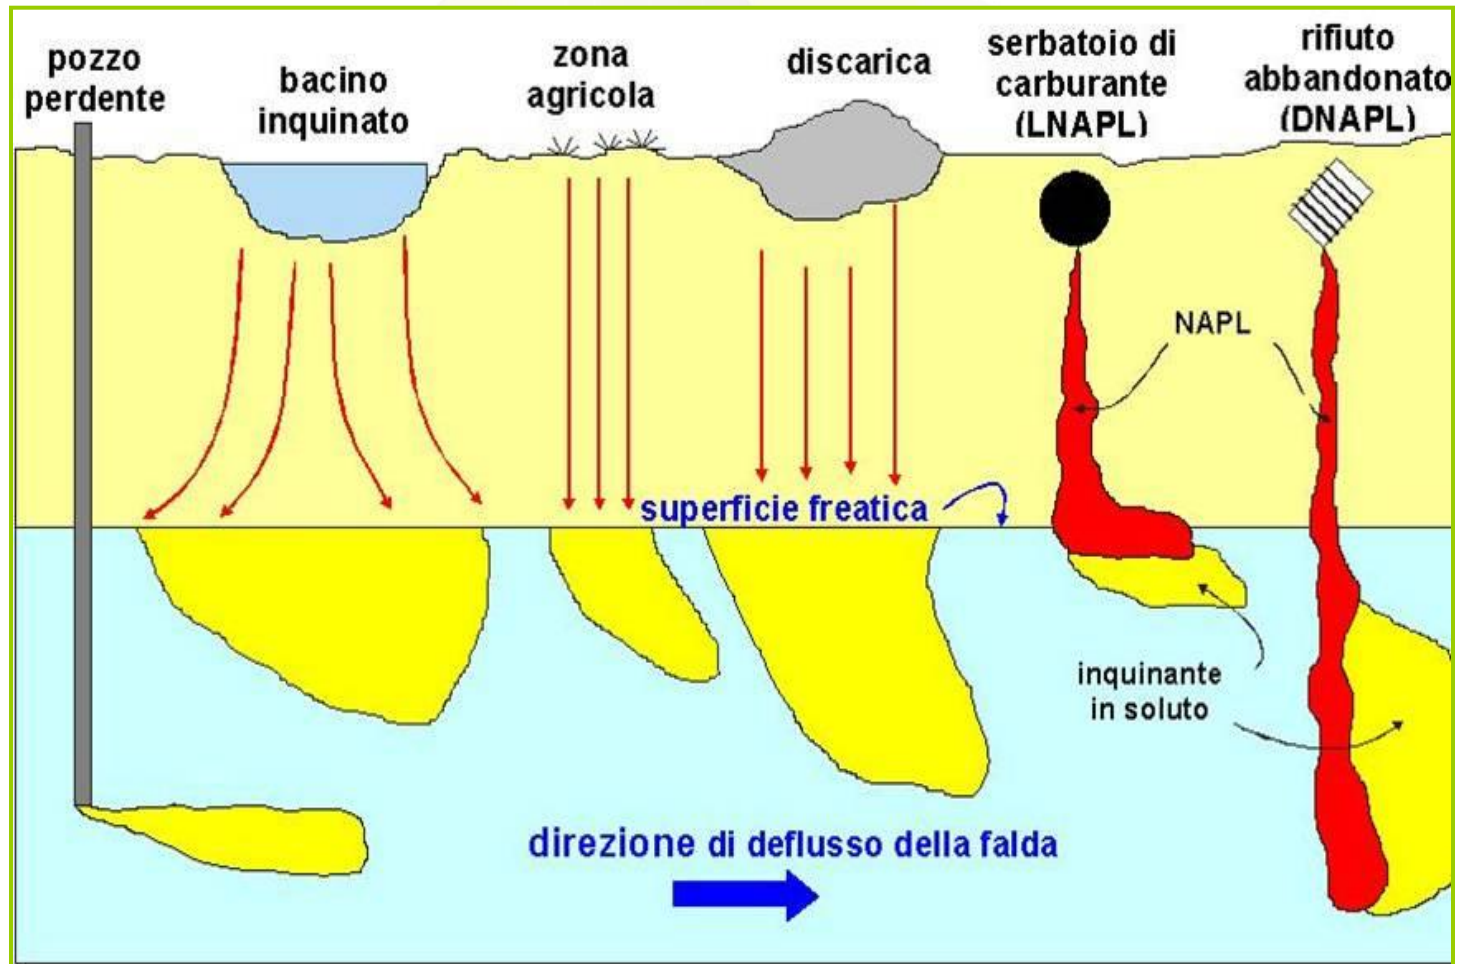 pozzo
perdente
bacino
inquinato
zona
agricola
discarica
serbatoio di
carburante
(LNAPL)
rifiuto
abbandonato
(DNAPL)
NAPL
superficie freatica
inquinante
in soluto
direzione di deflusso della falda